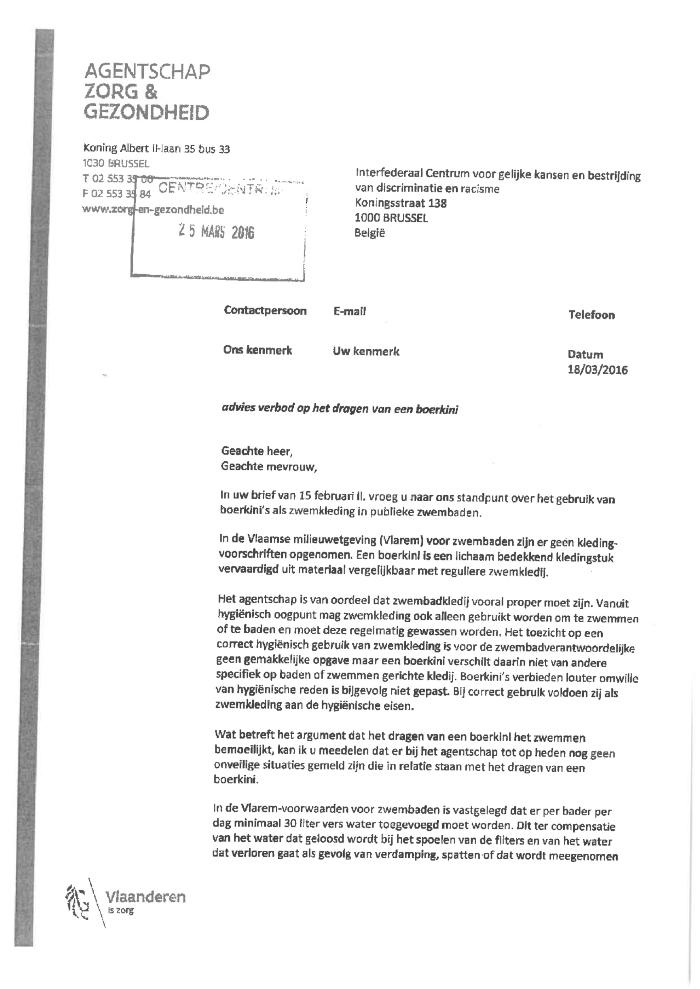 AGENTSCHAP
ZORG &
GEZONDHEID
Koning Albert II-laan 35 bus 33
1030 BRUSSEL
T 02 553 35
F 02 553 35 84
www.zorg-en-gezondheid.be
25 MARS 2016
Interfederaal Centrum voor gelijke kansen en bestrijding
van discriminatie en racisme
Koningsstraat 138
1000 BRUSSEL
België
Contactpersoon E-mail Telefoon
Ons kenmerk Uw kenmerk Datum
18/03/2016
advies verbod op het dragen van een boerkini
Geachte heer,
Geachte mevrouw,
In uw brief van 15 februari ll. vroeg u naar ons standpunt over het gebruik van
boerkini's als zwemkleding in publieke zwembaden.
In de Vlaamse milieuwetgeving (Vlarem) voor zwembaden zijn er geen kleding-
voorschriften opgenomen. Een boerkini is een lichaam bedekkend kledingstuk
vervaardigd uit materiaal vergelijkbaar met reguliere zwemkledij.
Het agentschap is van oordeel dat zwembadkledij vooral proper moet zijn. Vanuit
hygiënisch oogpunt mag zwemkleding ook alleen gebruikt worden om te zwemmen
of te baden en moet deze regelmatig gewassen worden. Het toezicht op een
correct hygiënisch gebruik van zwemkleding is voor de zwembadverantwoordelijke
geen gemakkelijke opgave maar een boerkini verschilt daarin niet van andere
specifiek op baden of zwemmen gerichte kledij. Boerkini's verbieden louter omwille
van hygiënische reden is bijgevolg niet gepast. Bij correct gebruik voldoen zij als
zwemkleding aan de hygiënische eisen.
Wat betreft het argument dat het dragen van een boerkini het zwemmen
bemoeilijkt, kan ik u meedelen dat er bij het agentschap tot op heden nog geen
onveilige situaties gemeld zijn die in relatie staan met het dragen van een
boerkini.
In de Vlarem-voorwaarden voor zwembaden is vastgelegd dat er per bader per
dag minimaal 30 liter vers water toegevoegd moet worden. Dit ter compensatie
van het water dat geloosd wordt bij het spoelen van de filters en van het water
dat verloren gaat als gevolg van verdamping, spatten of dat wordt meegenomen
Vlaanderen
is zorg